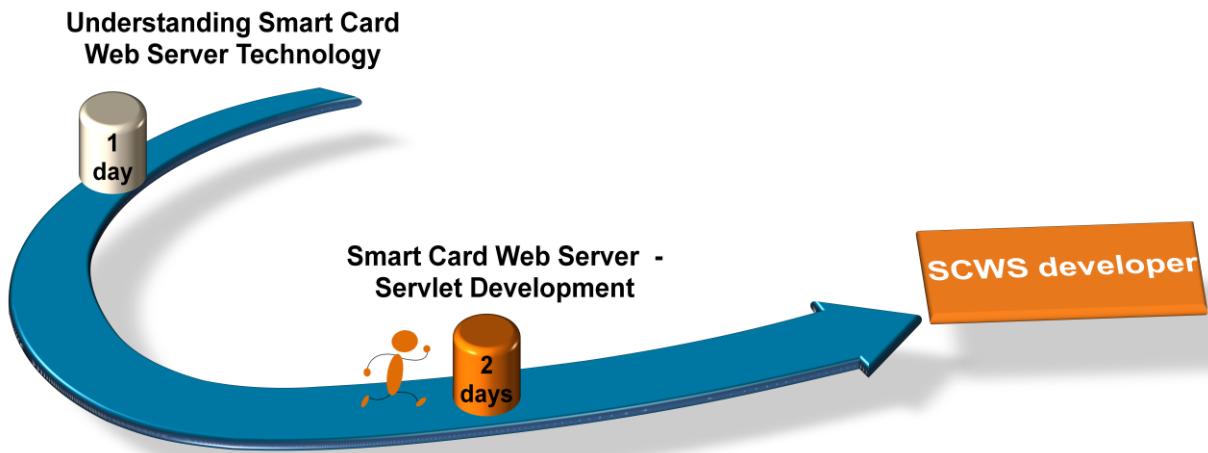 Understanding Smart Card
Web Server Technology
1
day
Smart Card Web Server -
Servlet Development
2
days
SCWS developer